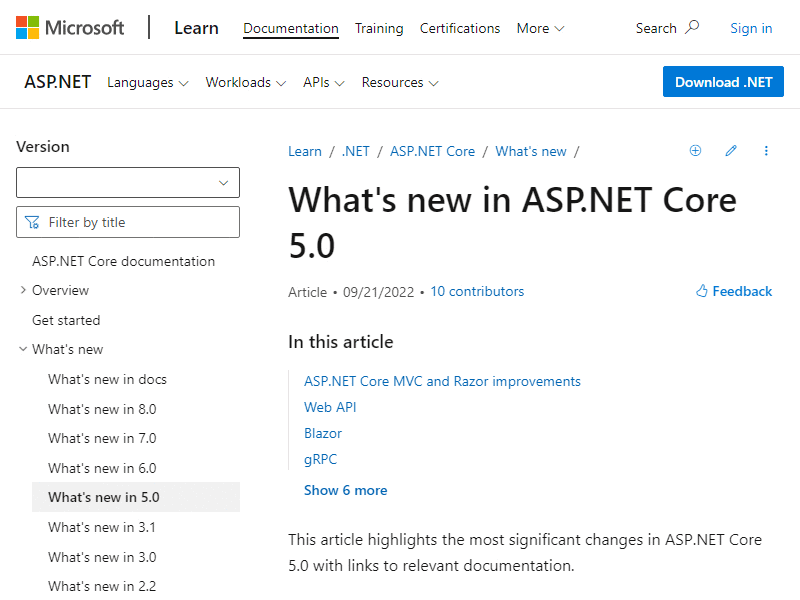 Microsoft Learn Documentation Training Certifications More Search Sign in
ASP.NET Languages Workloads APIs Resources Download .NET
Version
Filter by title
ASP.NET Core documentation
Overview
Get started
What's new
What's new in docs
What's new in 8.0
What's new in 7.0
What's new in 6.0
What's new in 5.0
What's new in 3.1
What's new in 3.0
What's new in 2.2
Learn / .NET / ASP.NET Core / What's new /
What's new in ASP.NET Core
5.0
Article • 09/21/2022 • 10 contributors
Feedback
In this article
ASP.NET Core MVC and Razor improvements
Web API
Blazor
gRPC
Show 6 more
This article highlights the most significant changes in ASP.NET Core
5.0 with links to relevant documentation.